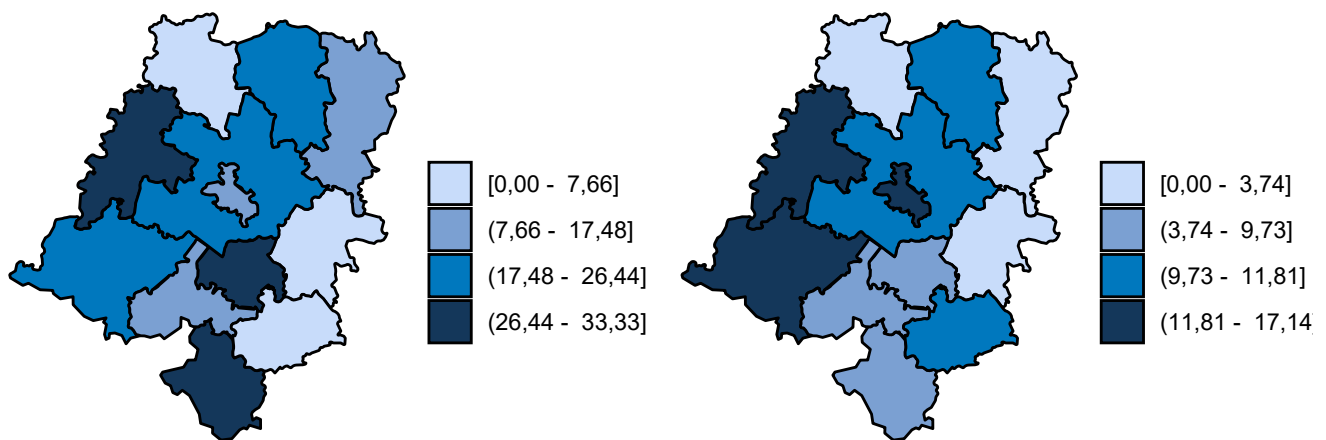 [0,00 - 7,66]
(7,66 - 17,48]
(17,48 - 26,44]
(26,44 - 33,33]
[0,00 - 3,74]
(3,74 - 9,73]
(9,73 - 11,81]
(11,81 - 17,14